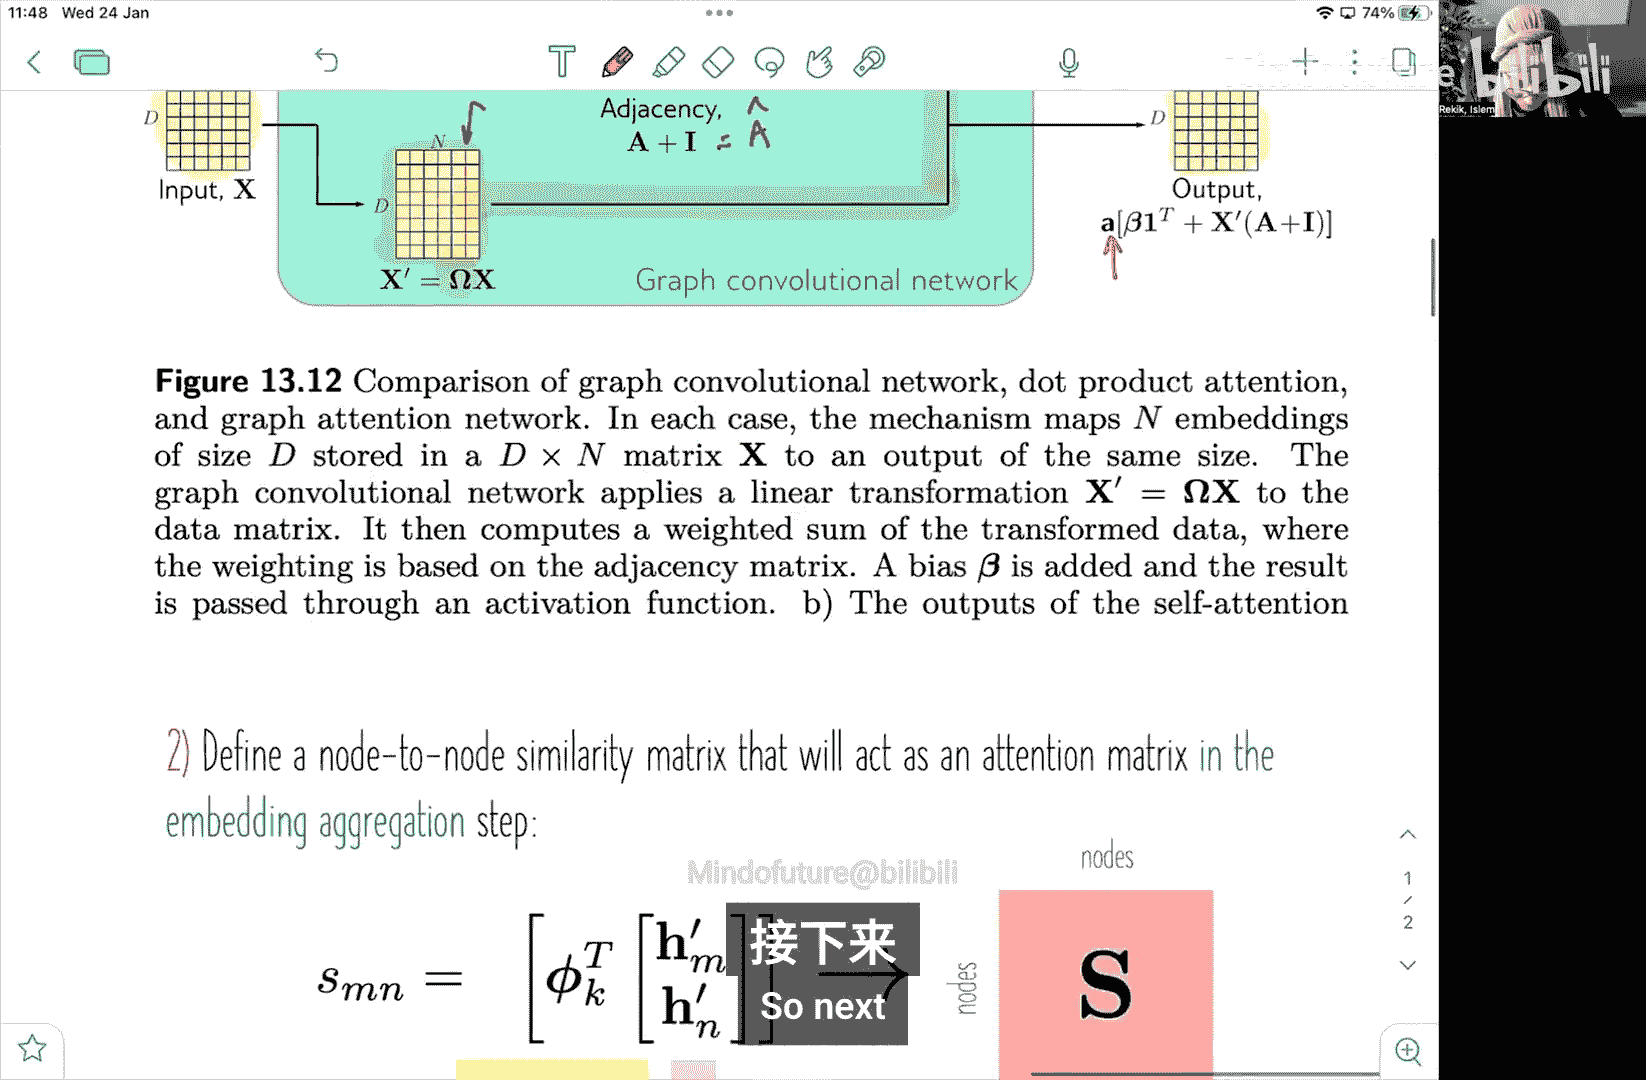 11:48 Wed 24 Jan
74%
bilibili
Rekik, Islem
D
N
D
D
Adjacency,
A + I = Â
Input, X
X′ = ΩX
Graph convolutional network
Output,
a[β1ᵀ + X′(A+I)]
Figure 13.12 Comparison of graph convolutional network, dot product attention,
and graph attention network. In each case, the mechanism maps N embeddings
of size D stored in a D × N matrix X to an output of the same size. The
graph convolutional network applies a linear transformation X′ = ΩX to the
data matrix. It then computes a weighted sum of the transformed data, where
the weighting is based on the adjacency matrix. A bias β is added and the result
is passed through an activation function. b) The outputs of the self-attention
2) Define a node-to-node similarity matrix that will act as an attention matrix in the
embedding aggregation step:
Mindofuture@bilibili
nodes
nodes
S
s_mn = [ϕ_k^T [h′_m
h′_n]]
→
接下来
So next
1
/
2